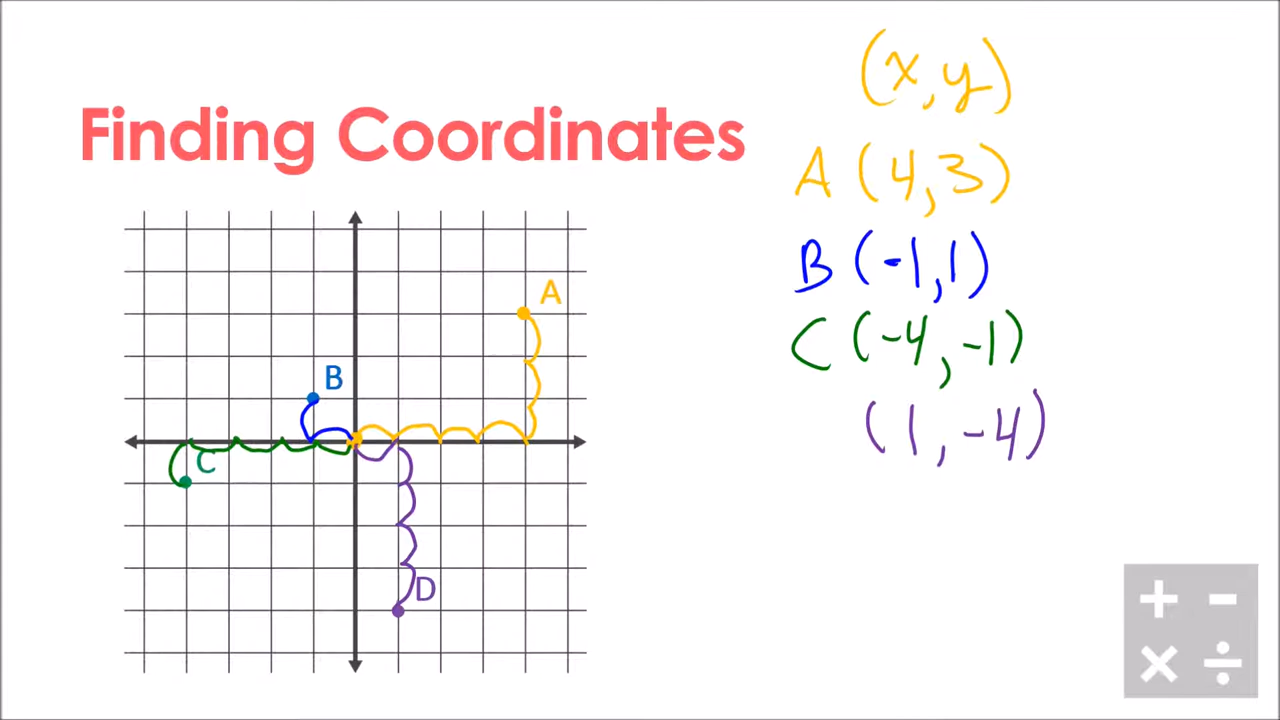 (x, y)
Finding Coordinates
A (4, 3)
B (-1, 1)
C (-4, -1)
(1, -4)
A
B
C
D
+ -
× ÷